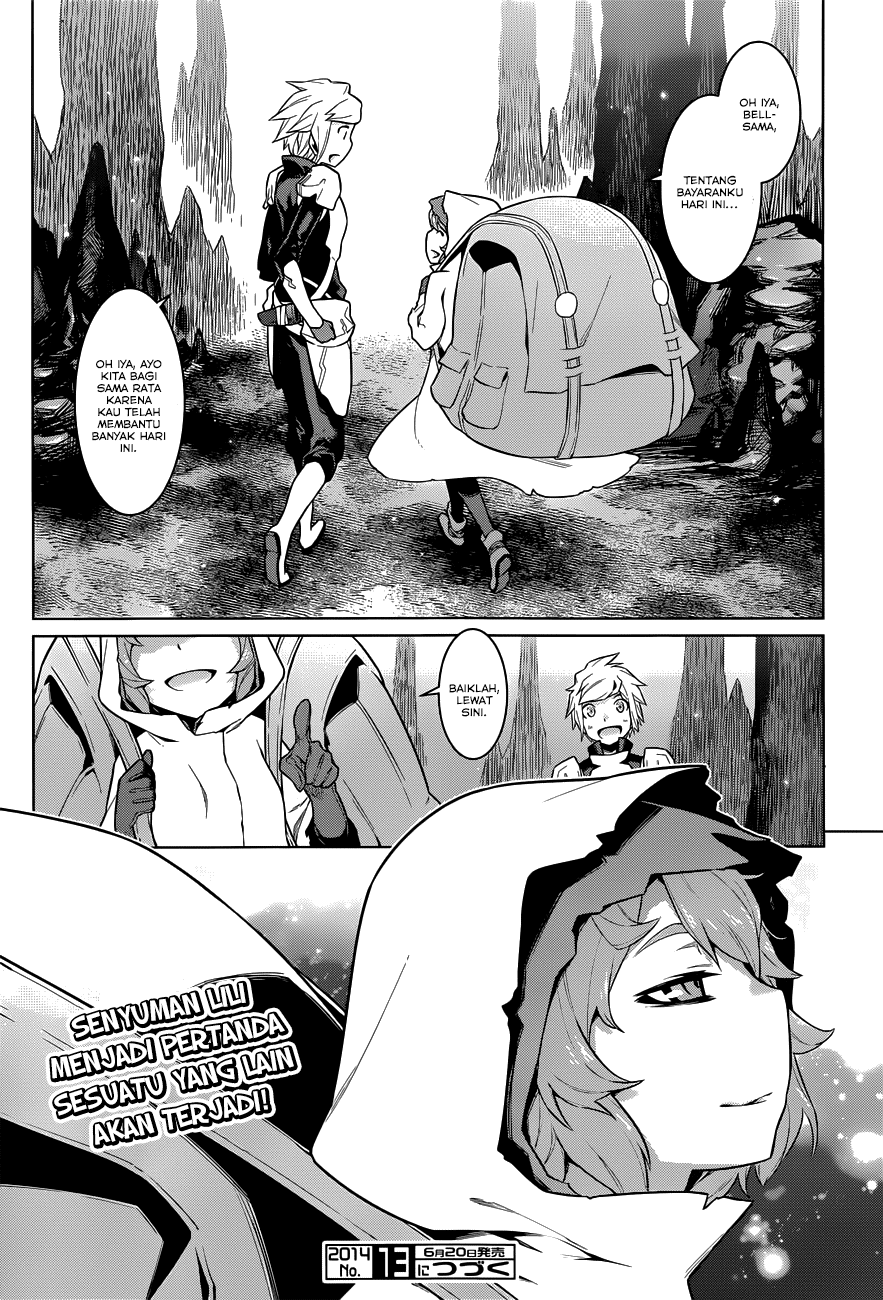 OH IYA,
BELL-
SAMA,
TENTANG
BAYARANKU
HARI INI...
OH IYA, AYO
KITA BAGI
SAMA RATA
KARENA
KAU TELAH
MEMBANTU
BANYAK HARI
INI.
BAIKLAH,
LEWAT
SINI.
SENYUMAN LILI
MENJADI PERTANDA
SESUATU YANG LAIN
AKAN TERJADI!
2014
No. 13
6月20日発売
につづく